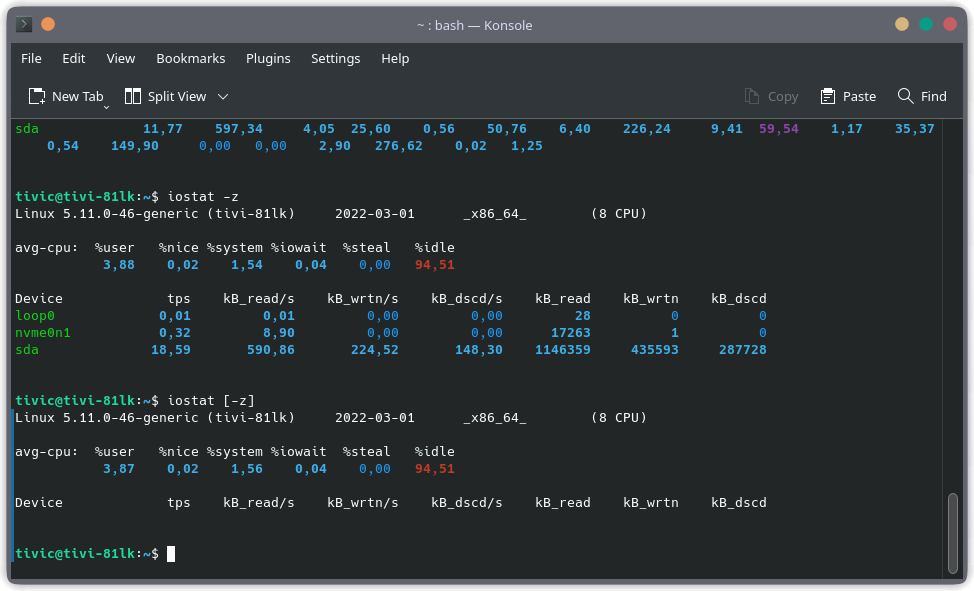 ~ : bash — Konsole
File Edit View Bookmarks Plugins Settings Help
New Tab Split View Copy Paste Find
sda 11,77 597,34 4,05 25,60 0,56 50,76 6,40 226,24 9,41 59,54 1,17 35,37
0,54 149,90 0,00 0,00 2,90 276,62 0,02 1,25
tivic@tivi-81lk:~$ iostat -z
Linux 5.11.0-46-generic (tivi-81lk) 2022-03-01 _x86_64_ (8 CPU)
avg-cpu: %user %nice %system %iowait %steal %idle
3,88 0,02 1,54 0,04 0,00 94,51
Device tps kB_read/s kB_wrtn/s kB_dscd/s kB_read kB_wrtn kB_dscd
loop0 0,01 0,01 0,00 0,00 28 0 0
nvme0n1 0,32 8,90 0,00 0,00 17263 1 0
sda 18,59 590,86 224,52 148,30 1146359 435593 287728
tivic@tivi-81lk:~$ iostat [-z]
Linux 5.11.0-46-generic (tivi-81lk) 2022-03-01 _x86_64_ (8 CPU)
avg-cpu: %user %nice %system %iowait %steal %idle
3,87 0,02 1,56 0,04 0,00 94,51
Device tps kB_read/s kB_wrtn/s kB_dscd/s kB_read kB_wrtn kB_dscd
tivic@tivi-81lk:~$